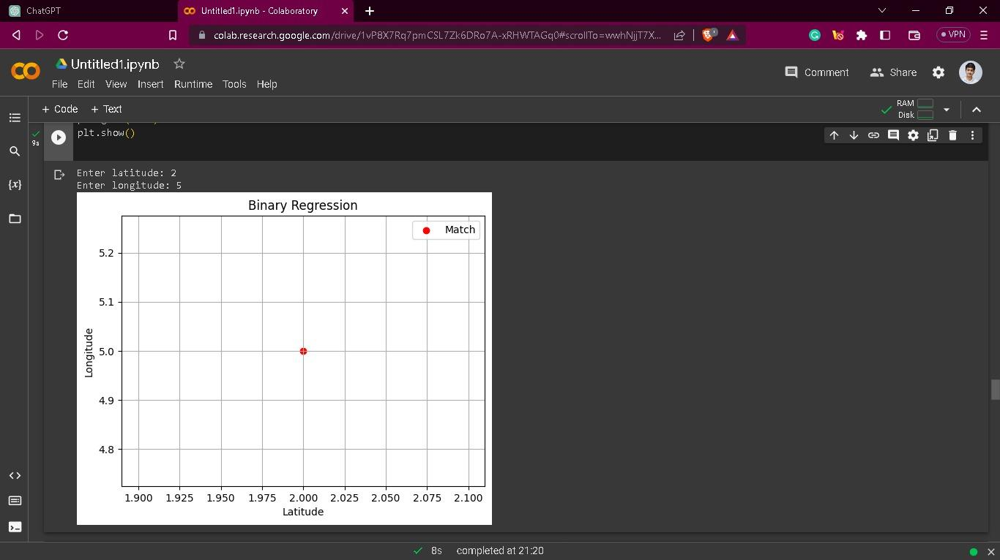 ChatGPT
Untitled1.ipynb - Colaboratory
colab.research.google.com/drive/1vP8X7Rq7pmCSL7Zk6DRo7A-xRHWTAGq0#scrollTo=wwhNjjT7X...
VPN
Untitled1.ipynb
File Edit View Insert Runtime Tools Help
Comment
Share
+ Code + Text
RAM
Disk
9s
plt.show()
Enter latitude: 2
Enter longitude: 5
Binary Regression
Match
5.2
5.1
5.0
4.9
4.8
Longitude
1.900 1.925 1.950 1.975 2.000 2.025 2.050 2.075 2.100
Latitude
{x}
8s completed at 21:20